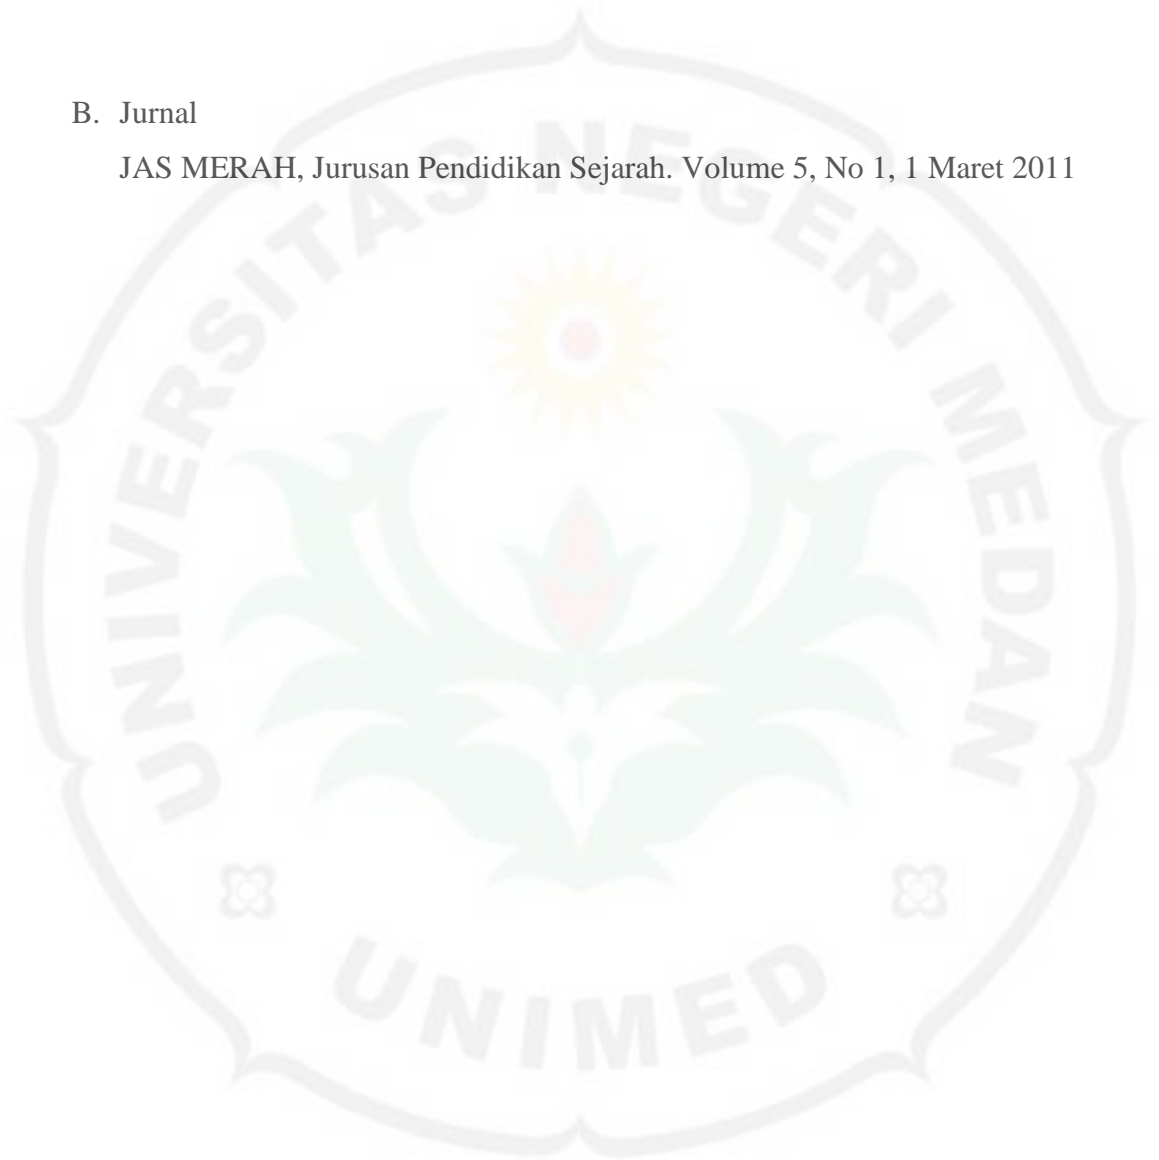 B. Jurnal
JAS MERAH, Jurusan Pendidikan Sejarah. Volume 5, No 1, 1 Maret 2011
UNIVERSITAS NEGERI MEDAN
UNIMED